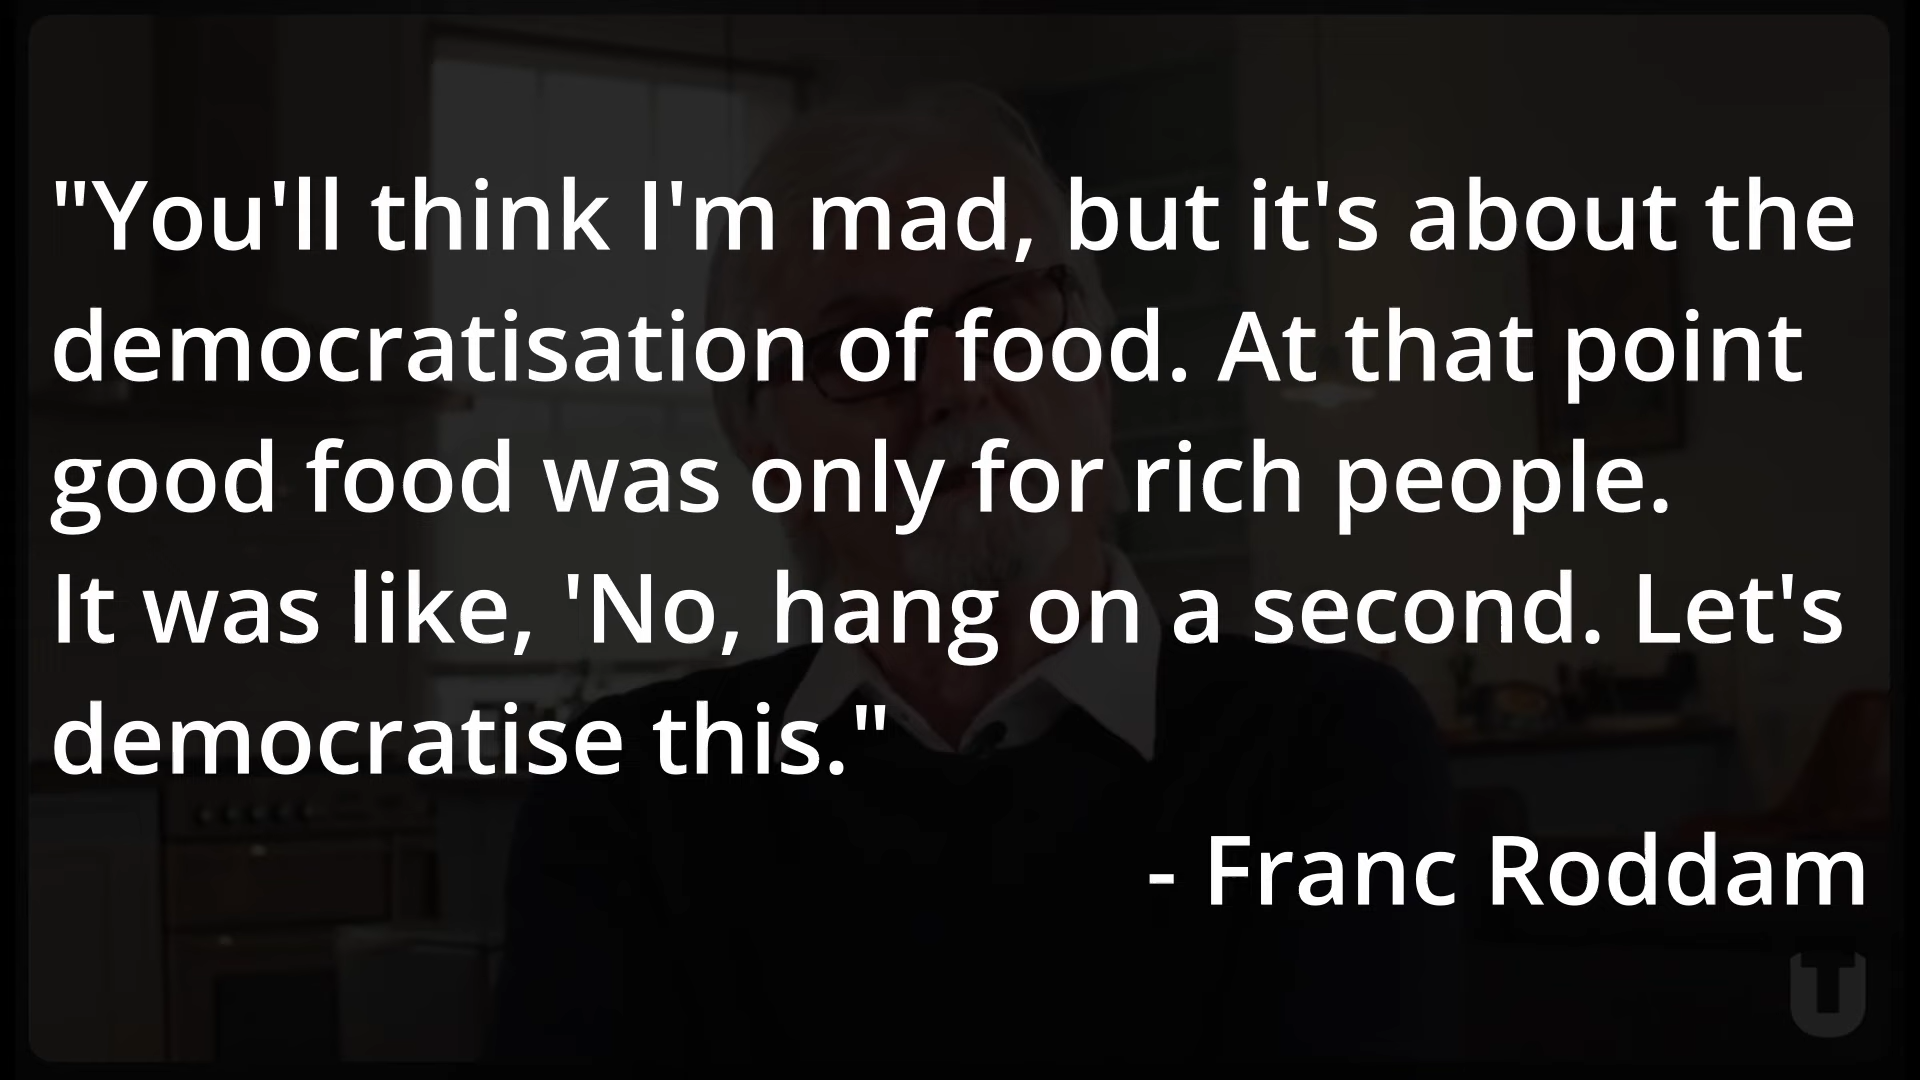 "You'll think I'm mad, but it's about the
democratisation of food. At that point
good food was only for rich people.
It was like, 'No, hang on a second. Let's
democratise this."
- Franc Roddam